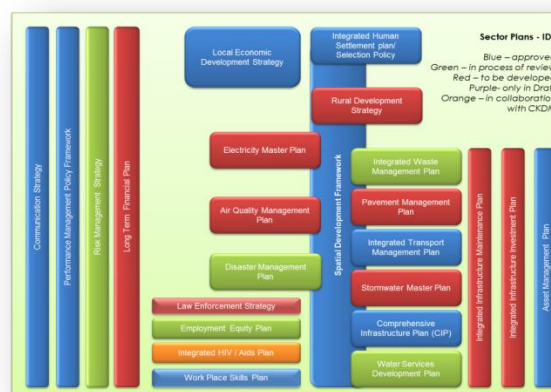 Sector Plans - ID
Blue – approved
Green – in process of review
Red – to be develope
Purple- only in Draf
Orange – in collaboration
with CKDM
Communication Strategy
Performance Management Policy Framework
Risk Management Strategy
Long Term Financial Plan
Local Economic
Development Strategy
Integrated Human
Settlement plan/
Selection Policy
Rural Development
Strategy
Electricity Master Plan
Integrated Waste
Management Plan
Air Quality Management
Plan
Pavement Management
Plan
Integrated Transport
Management Plan
Disaster Management
Plan
Stormwater Master Plan
Law Enforcement Strategy
Employment Equity Plan
Comprehensive
Infrastructure Plan (CIP)
Integrated HIV / Aids Plan
Water Services
Development Plan
Work Place Skills Plan
Spatial Development Framework
Integrated Infrastructure Maintenance Plan
Integrated Infrastructure Investment Plan
Asset Management Plan